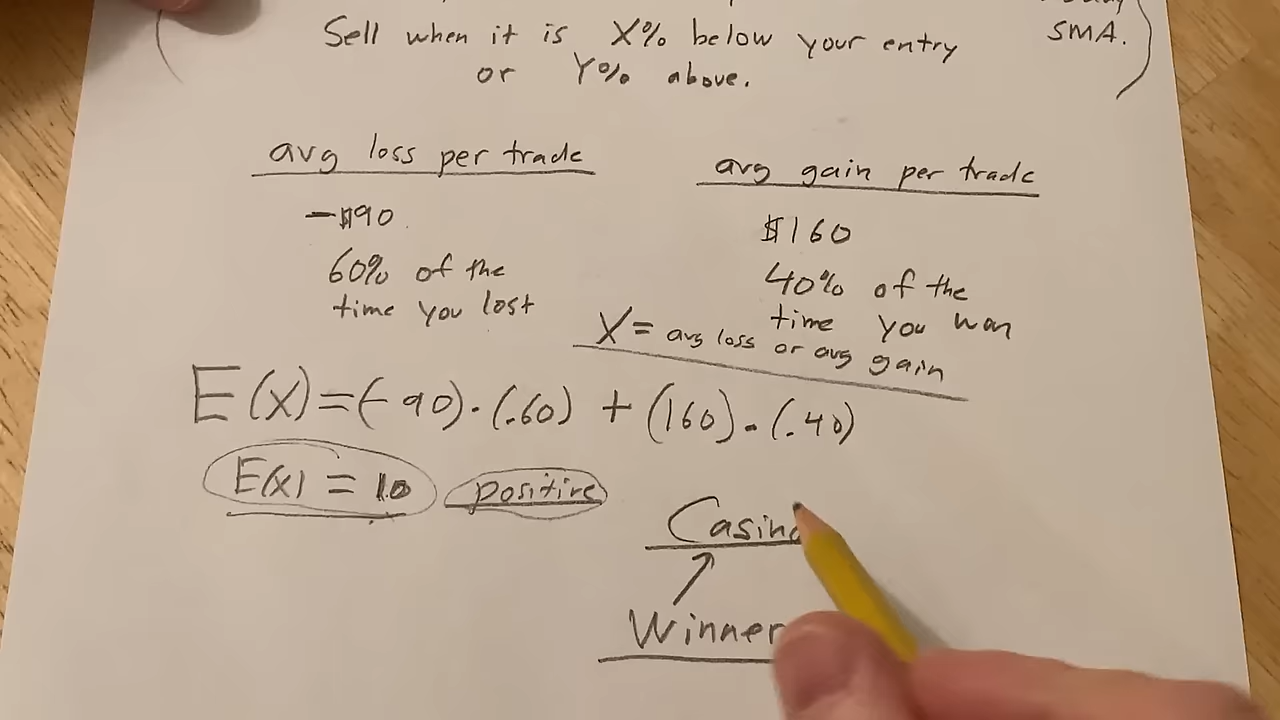 Sell when it is X% below your entry
or Y% above.
SMA.
avg loss per trade
-$90
60% of the
time you lost
avg gain per trade
$160
40% of the
time you won
X = avg loss or avg gain
E(X)=(-90)·(.60) + (160)·(.40)
E(X) = 10 positive
Casino
Winner